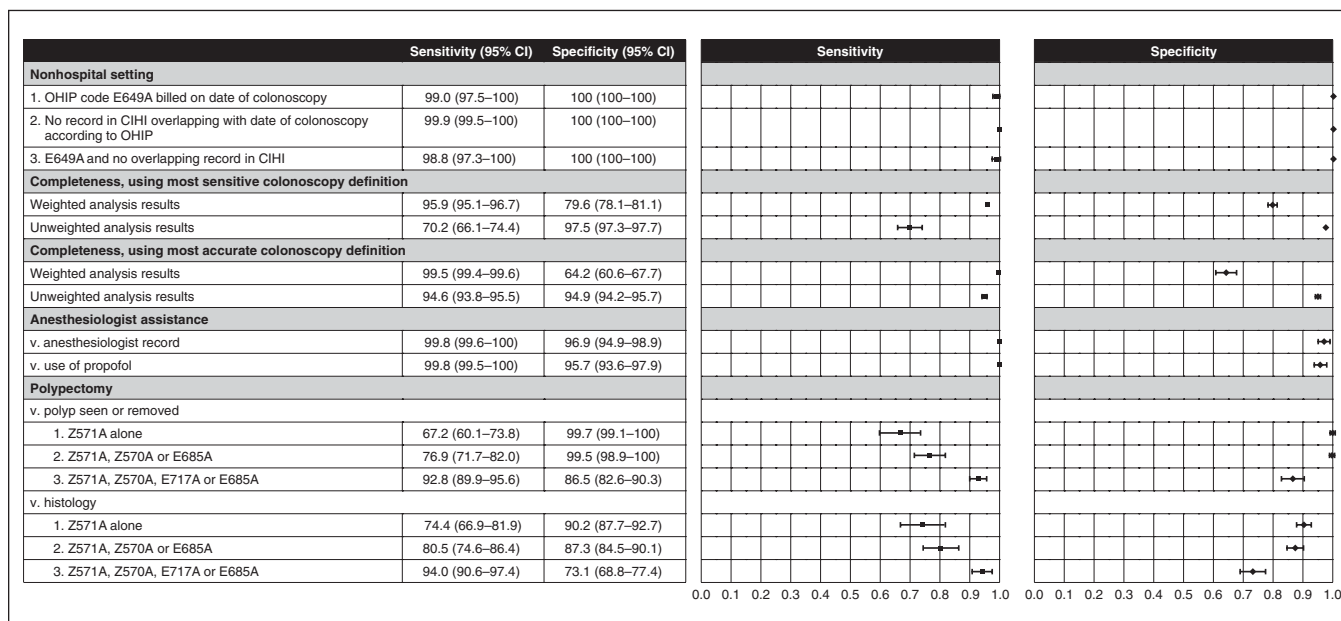 Sensitivity (95% CI) Specificity (95% CI) Sensitivity Specificity
Nonhospital setting
1. OHIP code E649A billed on date of colonoscopy 99.0 (97.5–100) 100 (100–100)
2. No record in CIHI overlapping with date of colonoscopy 99.9 (99.5–100) 100 (100–100)
according to OHIP
3. E649A and no overlapping record in CIHI 98.8 (97.3–100) 100 (100–100)
Completeness, using most sensitive colonoscopy definition
Weighted analysis results 95.9 (95.1–96.7) 79.6 (78.1–81.1)
Unweighted analysis results 70.2 (66.1–74.4) 97.5 (97.3–97.7)
Completeness, using most accurate colonoscopy definition
Weighted analysis results 99.5 (99.4–99.6) 64.2 (60.6–67.7)
Unweighted analysis results 94.6 (93.8–95.5) 94.9 (94.2–95.7)
Anesthesiologist assistance
v. anesthesiologist record 99.8 (99.6–100) 96.9 (94.9–98.9)
v. use of propofol 99.8 (99.5–100) 95.7 (93.6–97.9)
Polypectomy
v. polyp seen or removed
1. Z571A alone 67.2 (60.1–73.8) 99.7 (99.1–100)
2. Z571A, Z570A or E685A 76.9 (71.7–82.0) 99.5 (98.9–100)
3. Z571A, Z570A, E717A or E685A 92.8 (89.9–95.6) 86.5 (82.6–90.3)
v. histology
1. Z571A alone 74.4 (66.9–81.9) 90.2 (87.7–92.7)
2. Z571A, Z570A or E685A 80.5 (74.6–86.4) 87.3 (84.5–90.1)
3. Z571A, Z570A, E717A or E685A 94.0 (90.6–97.4) 73.1 (68.8–77.4)
0.0 0.1 0.2 0.3 0.4 0.5 0.6 0.7 0.8 0.9 1.0 0.0 0.1 0.2 0.3 0.4 0.5 0.6 0.7 0.8 0.9 1.0